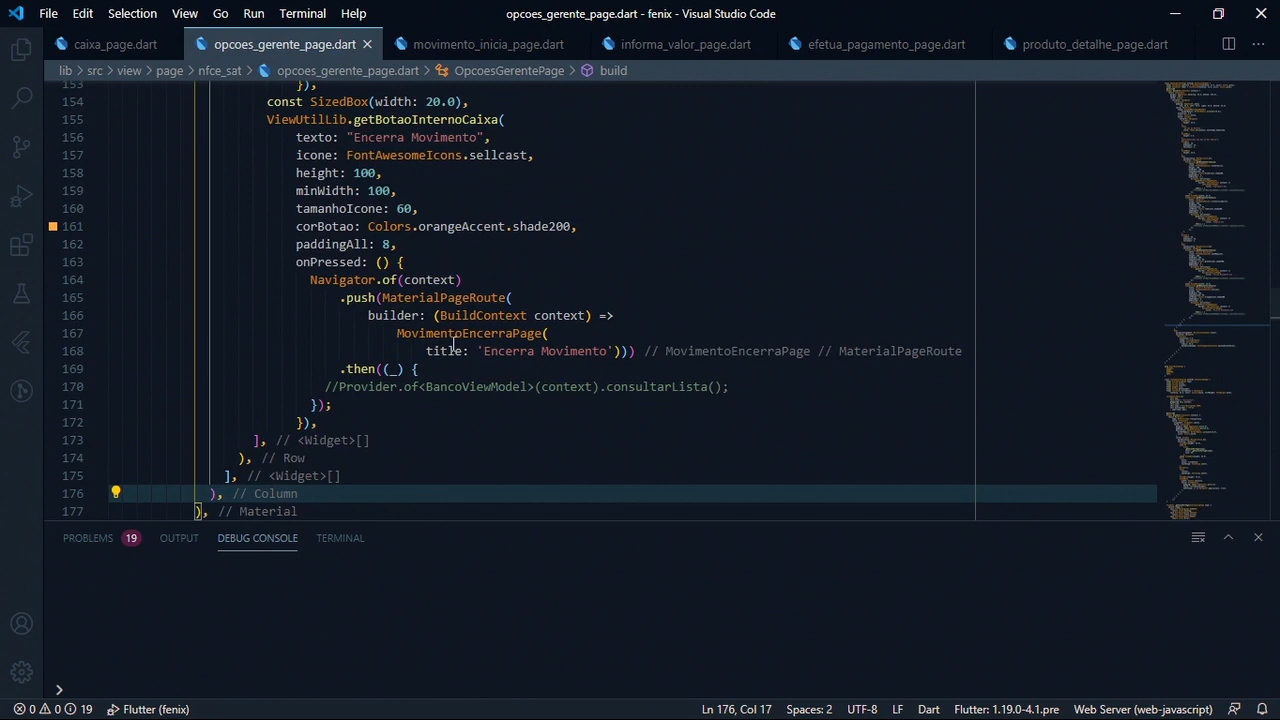 File Edit Selection View Go Run Terminal Help opcoes_gerente_page.dart - fenix - Visual Studio Code
caixa_page.dart opcoes_gerente_page.dart movimento_inicia_page.dart informa_valor_page.dart efetua_pagamento_page.dart produto_detalhe_page.dart
lib > src > view > page > nfce_sat > opcoes_gerente_page.dart > OpcoesGerentePage > build
153 }),
154 const SizedBox(width: 20.0),
155 ViewUtilLib.getBotaoInternoCaixa(
156 texto: "Encerra Movimento",
157 icone: FontAwesomeIcons.sellcast,
158 height: 100,
159 minWidth: 100,
160 tamanhoIcone: 60,
161 corBotao: Colors.orangeAccent.shade200,
162 paddingAll: 8,
163 onPressed: () {
164 Navigator.of(context)
165 .push(MaterialPageRoute(
166 builder: (BuildContext context) =>
167 MovimentoEncerraPage(
168 title: 'Encerra Movimento'))) // MovimentoEncerraPage // MaterialPageRoute
169 .then((_) {
170 //Provider.of<BancoViewModel>(context).consultarLista();
171 });
172 }),
173 ], // <Widget>[]
174 ), // Row
175 ], // <Widget>[]
176 ), // Column
177 ), // Material
PROBLEMS 19 OUTPUT DEBUG CONSOLE TERMINAL
0 0 19 Flutter (fenix) Ln 176, Col 17 Spaces: 2 UTF-8 LF Dart Flutter: 1.19.0-4.1.pre Web Server (web-javascript)